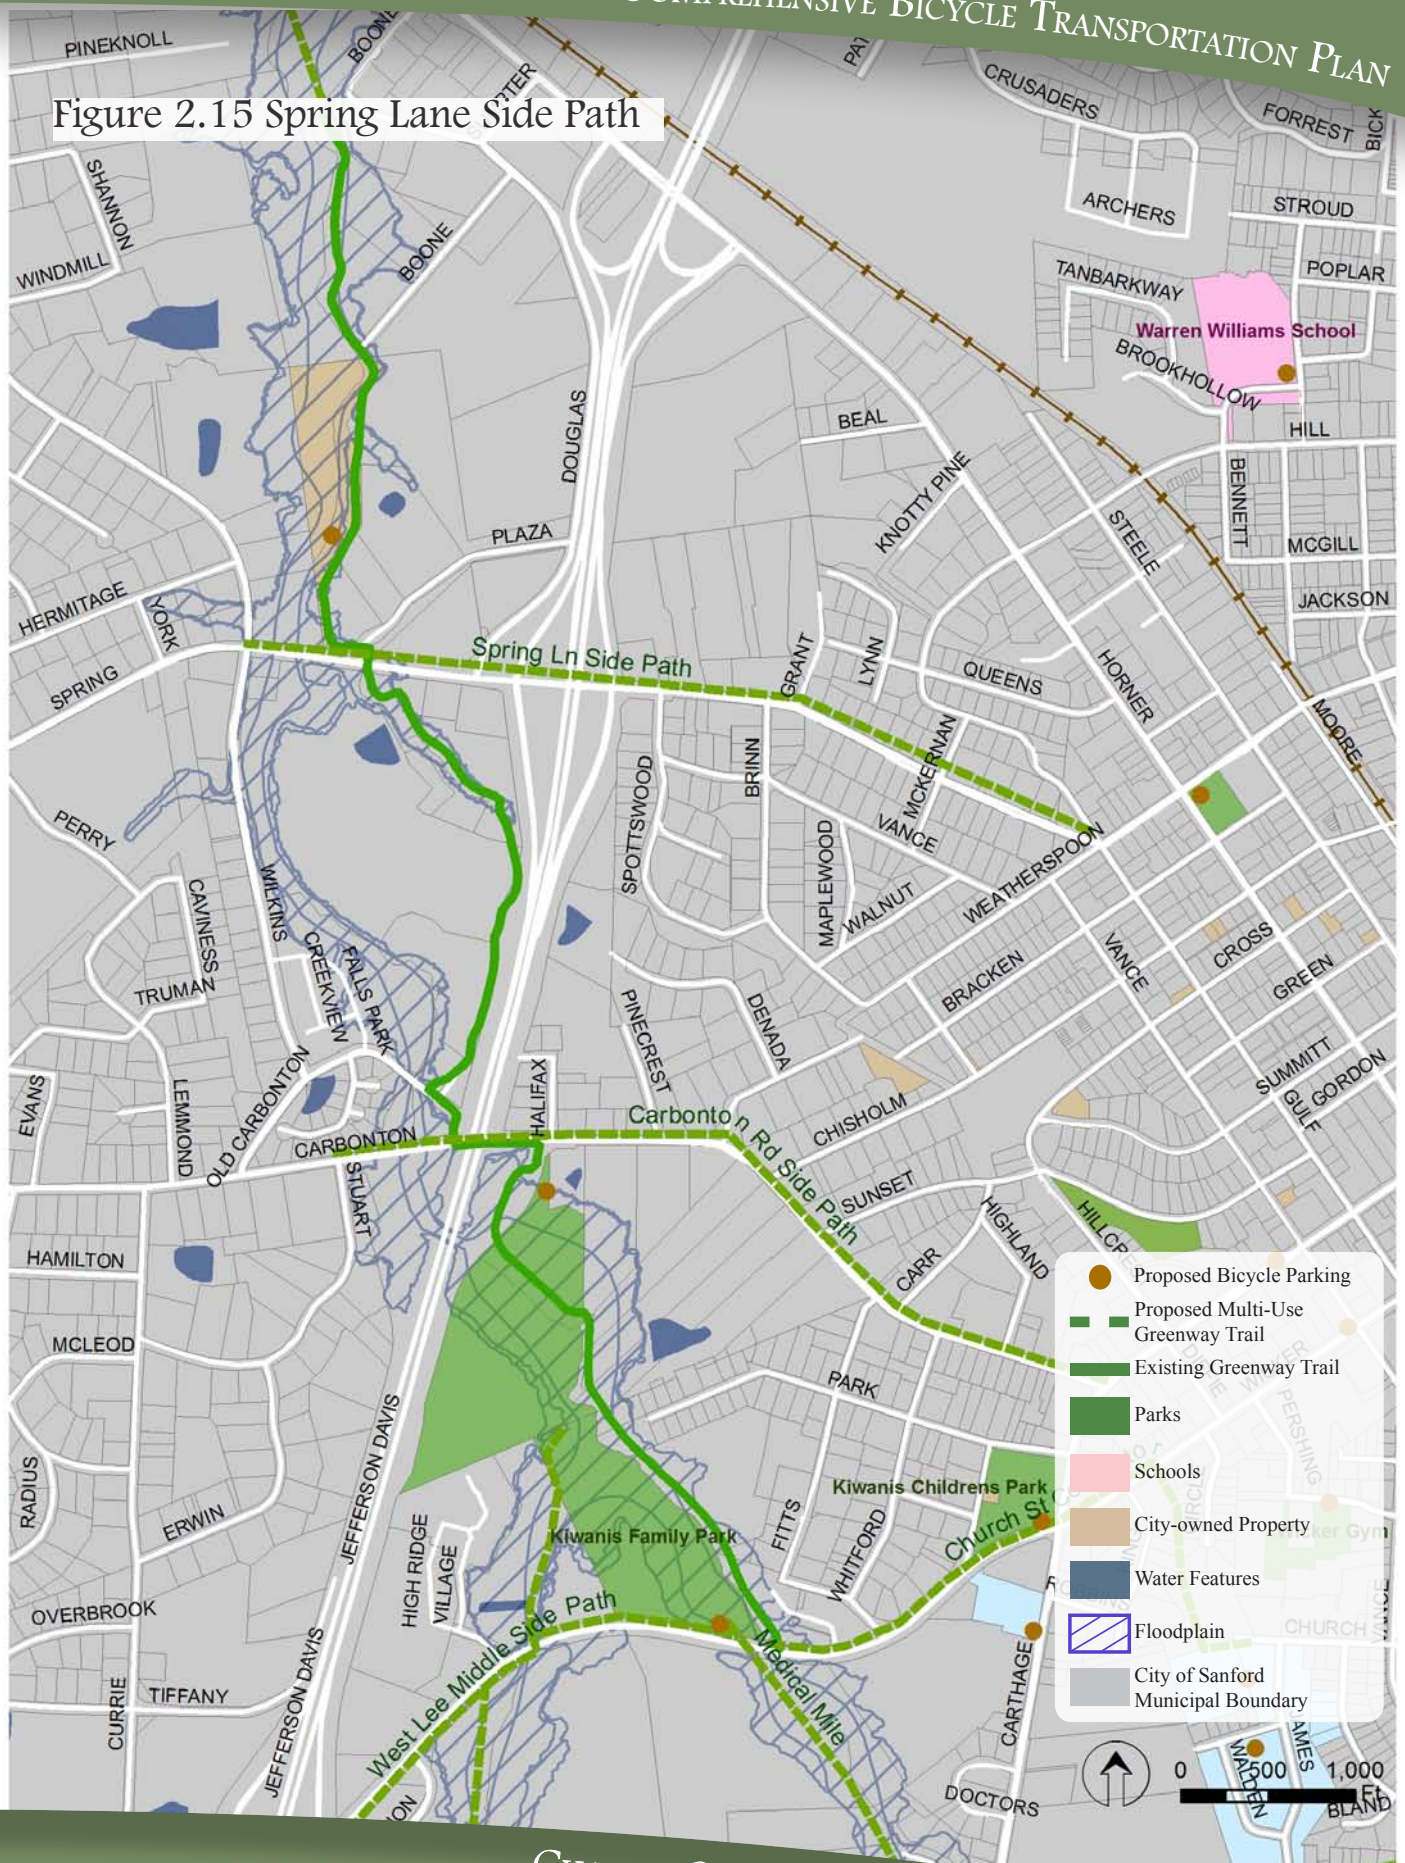 COMPREHENSIVE BICYCLE TRANSPORTATION PLAN
Figure 2.15 Spring Lane Side Path
PINEKNOLL
BOONE
CRUSADERS
FORREST
BICK
SHANNON
WINDMILL
BOONE
ARCHERS
STROUD
TANBARKWAY
POPLAR
Warren Williams School
BROOKHOLLOW
DOUGLAS
BEAL
HILL
KNOTTY PINE
BENNETT
STEELE
PLAZA
MCGILL
HERMITAGE
YORK
JACKSON
SPRING
Spring Ln Side Path
GRANT
LYNN
QUEENS
HORNER
MOORE
MCKERNAN
BRINN
SPOTTSWOOD
PERRY
VANCE
MAPLEWOOD
WALNUT
WEATHERSPOON
WILKINS
CAVINESS
CREEKVIEW
FALLS PARK
TRUMAN
VANCE
CROSS
GREEN
BRACKEN
PINECREST
DENADA
SUMMITT
GULF
GORDON
EVANS
LEMMOND
OLD CARBONTON
HALIFAX
CHISHOLM
CARBONTON
Carbonton Rd Side Path
STUART
SUNSET
HIGHLAND
HILLCR
CARR
HAMILTON
MCLEOD
PARK
JEFFERSON DAVIS
RADIUS
ERWIN
HIGH RIDGE
VILLAGE
Kiwanis Family Park
FITTS
WHITFORD
Kiwanis Childrens Park
Church St
PERSHING
Wicker Gym
OVERBROOK
West Lee Middle Side Path
Medical Mile
CARTHAGE
CHURCH
CURRIE
TIFFANY
JEFFERSON DAVIS
DOCTORS
WALDEN
BLAND
Proposed Bicycle Parking
Proposed Multi-Use
Greenway Trail
Existing Greenway Trail
Parks
Schools
City-owned Property
Water Features
Floodplain
City of Sanford
Municipal Boundary
0 500 1,000
Ft